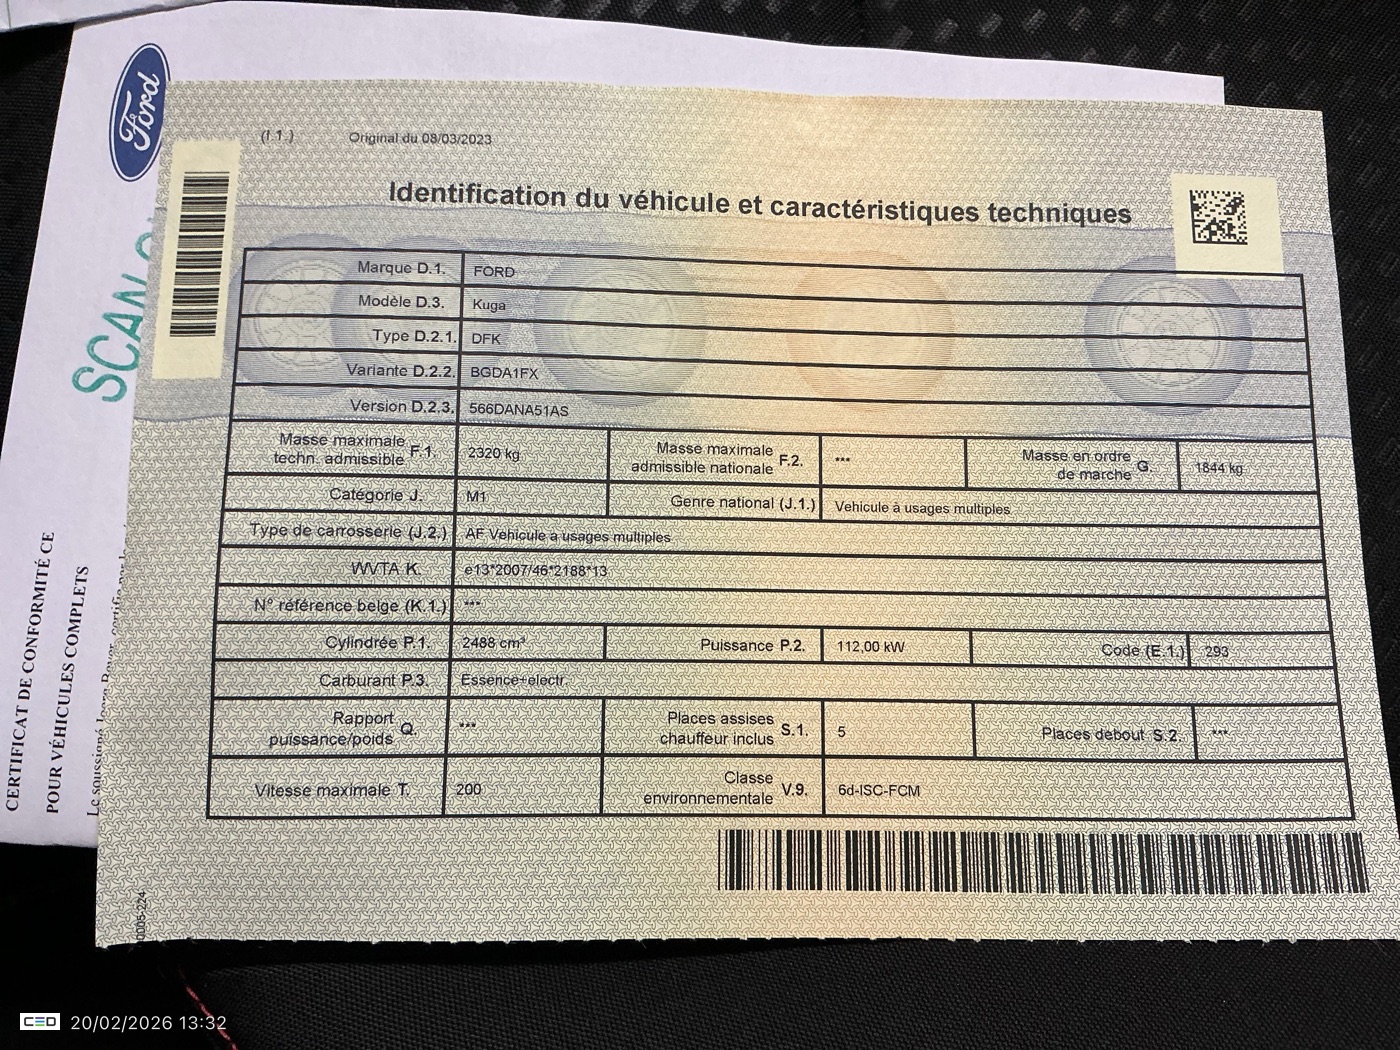 Ford
(I.1.) Original du 08/03/2023
Identification du véhicule et caractéristiques techniques
Marque D.1. FORD
Modèle D.3. Kuga
Type D.2.1. DFK
Variante D.2.2. BGDA1FX
Version D.2.3. 566DANA51AS
Masse maximale techn. admissible F.1. 2320 kg Masse maximale admissible nationale F.2. *** Masse en ordre de marche G. 1844 kg
Catégorie J. M1 Genre national (J.1.) Vehicule à usages multiples
Type de carrosserie (J.2.) AF Vehicule a usages multiples
WVTA K. e13*2007/46*2188*13
N° référence belge (K.1.) ***
Cylindrée P.1. 2488 cm³ Puissance P.2. 112,00 kW Code (E.1.) 293
Carburant P.3. Essence+electr.
Rapport puissance/poids Q. *** Places assises chauffeur inclus S.1. 5 Places debout S.2. ***
Vitesse maximale T. 200 Classe environnementale V.9. 6d-ISC-FCM
0005-224
SCAN
CERTIFICAT DE CONFORMITÉ CE
POUR VÉHICULES COMPLETS
Le soussigné
CED 20/02/2026 13:32